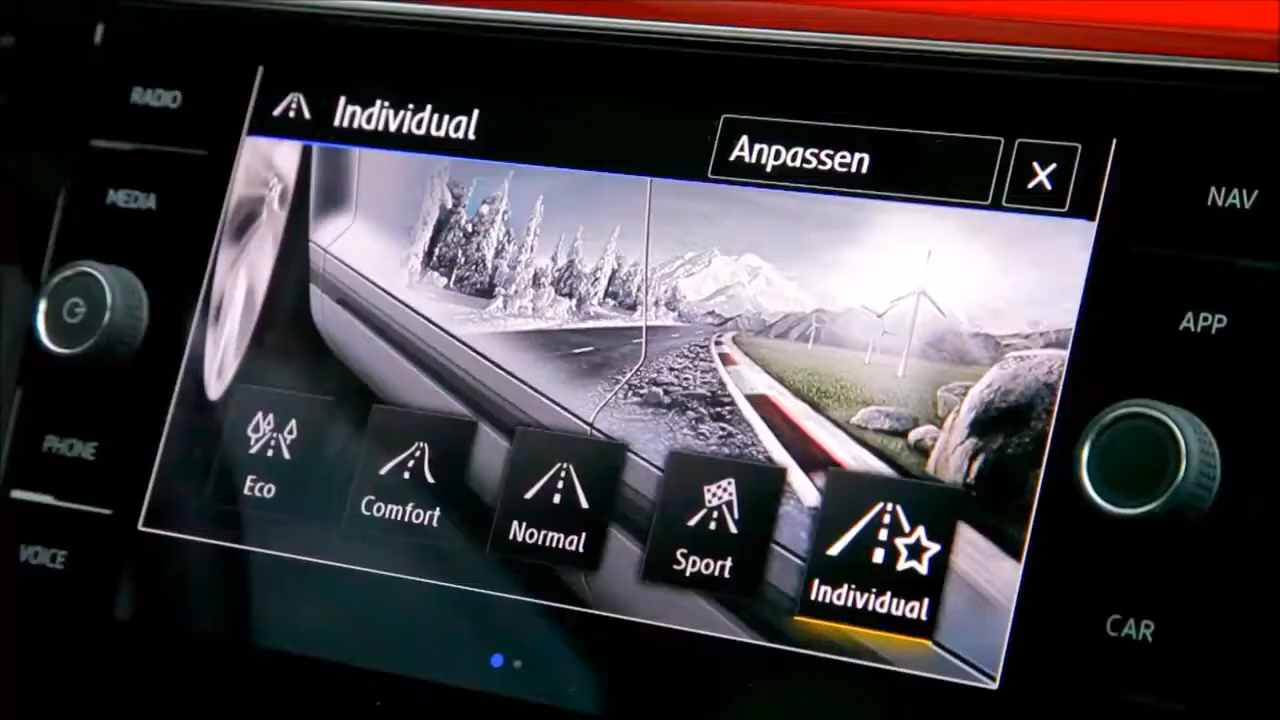 RADIO
MEDIA
PHONE
VOICE
Individual
Anpassen
X
Eco
Comfort
Normal
Sport
Individual
NAV
APP
CAR